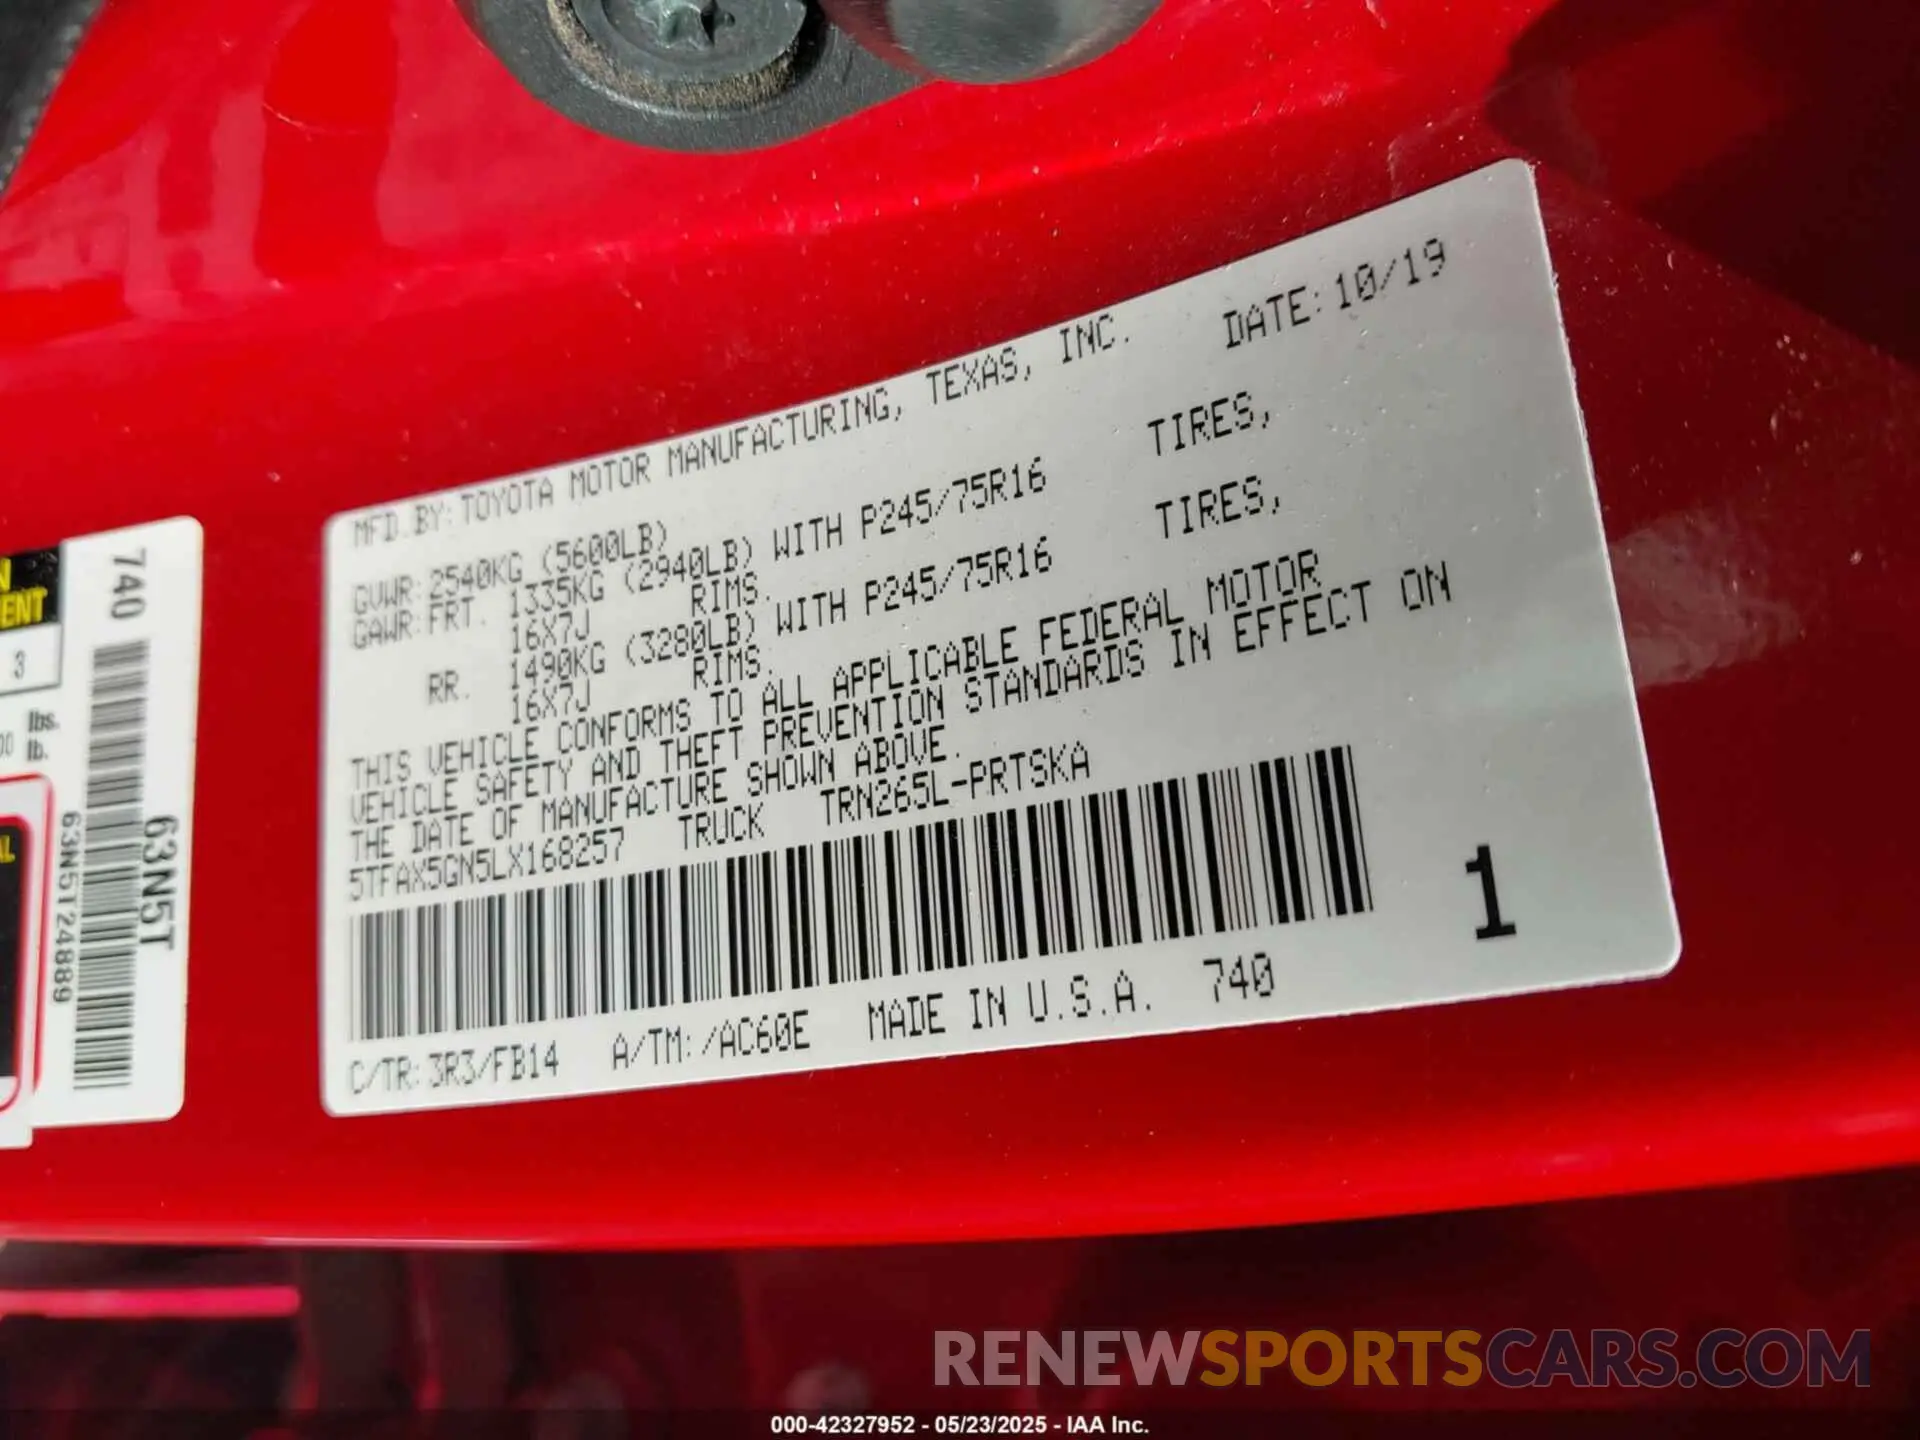 MFD.BY:TOYOTA MOTOR MANUFACTURING, TEXAS, INC. DATE:10/19
GVWR:2540KG (5600LB)
GAWR:FRT. 1335KG (2940LB) WITH P245/75R16 TIRES,
16X7J RIMS.
RR. 1490KG (3280LB) WITH P245/75R16 TIRES,
16X7J RIMS.
THIS VEHICLE CONFORMS TO ALL APPLICABLE FEDERAL MOTOR
VEHICLE SAFETY AND THEFT PREVENTION STANDARDS IN EFFECT ON
THE DATE OF MANUFACTURE SHOWN ABOVE.
5TFAX5GN5LX168257 TRUCK TRN265L-PRTSKA
1
C/TR:3R3/FB14 A/TM:/AC60E MADE IN U.S.A. 740
740
63N5T
63N5T24889
3
lbs.
lb.
RENEWSPORTSCARS.COM
000-42327952 - 05/23/2025 - IAA Inc.